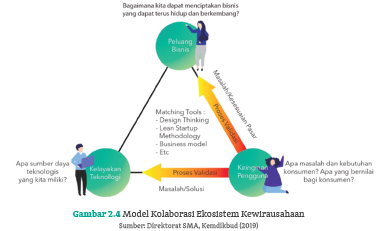 Bagaimana kita dapat menciptakan bisnis
yang dapat terus hidup dan berkembang?
Peluang
Bisnis
Masalah/Kesesuaian Pasar
Proses Validasi
Matching Tools :
- Design Thinking
- Lean Startup
Methodology
- Business model
- Etc
Apa sumber daya
teknologis
yang kita miliki?
Kelayakan
Teknollogi
Proses Validasi
Masalah/Solusi
Keinginan
Pengguna
Apa masalah dan kebutuhan
konsumen? Apa yang bernilai
bagi konsumen?
Gambar 2.4 Model Kolaborasi Ekosistem Kewirausahaan
Sumber: Direktorat SMA, Kemdikbud (2019)